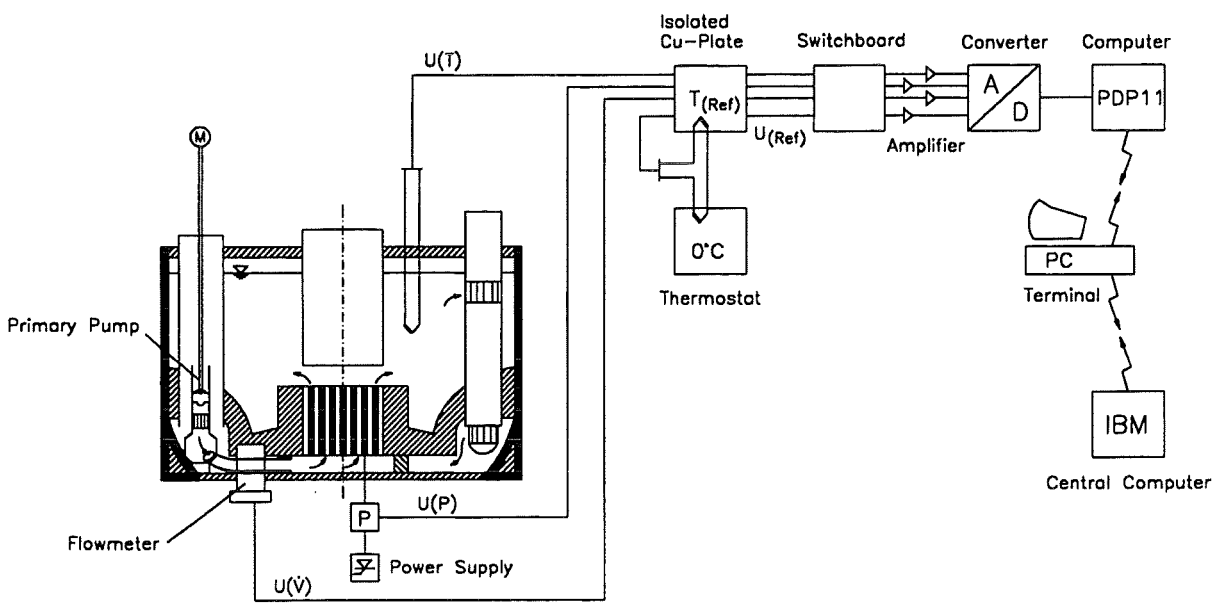 Isolated
Cu-Plate
Switchboard
Converter
Computer
U(T)
T(Ref)
A
D
PDP11
U(Ref)
Amplifier
M
0°C
PC
Thermostat
Terminal
Primary Pump
IBM
Central Computer
U(P)
P
Flowmeter
Power Supply
U(V̇)